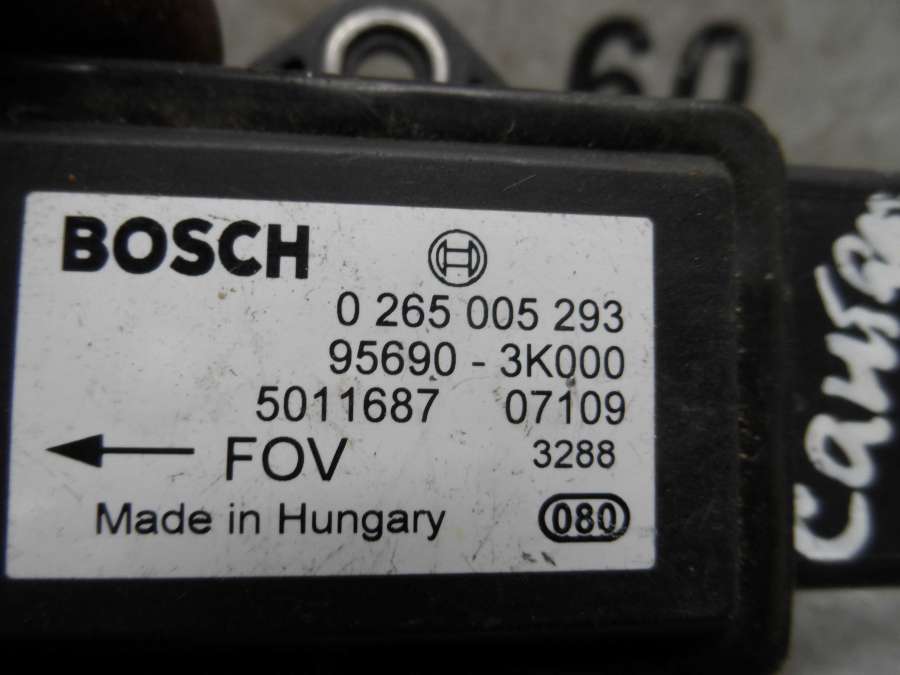 60
BOSCH
0 265 005 293
95690 - 3K000
5011687 07109
FOV 3288
Made in Hungary 080